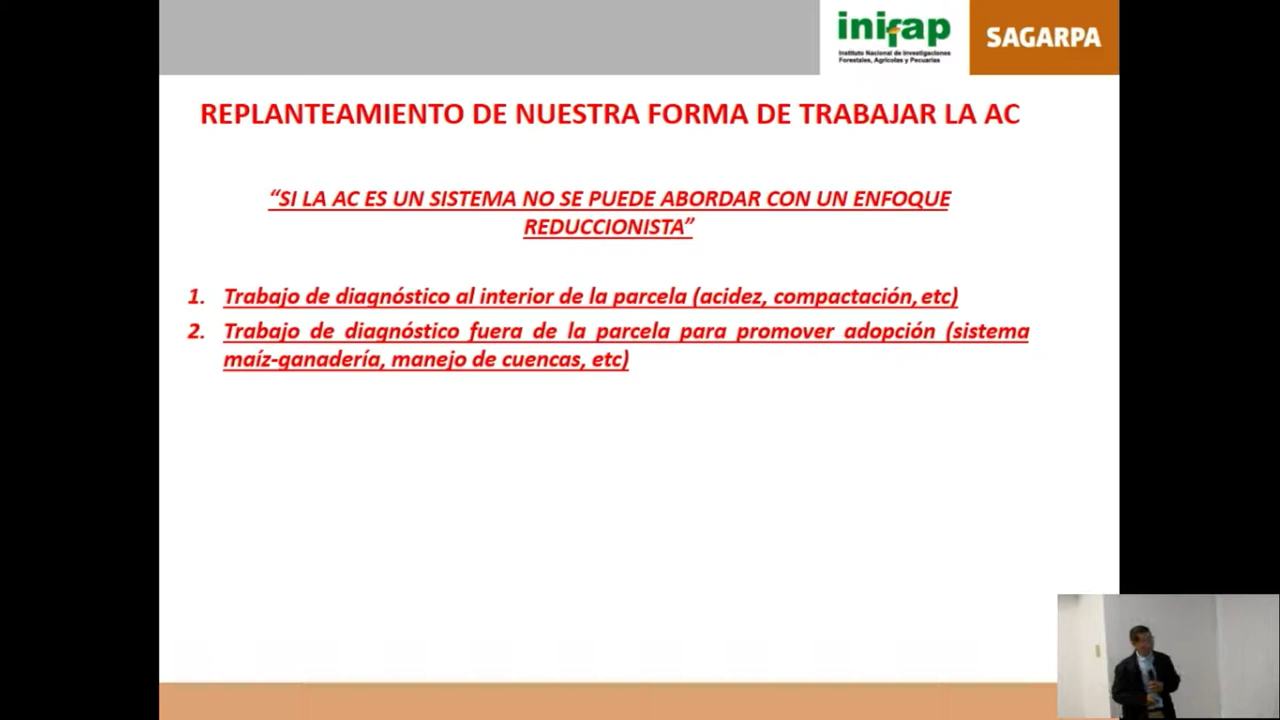 inifap
Instituto Nacional de Investigaciones
Forestales, Agrícolas y Pecuarias
SAGARPA
REPLANTEAMIENTO DE NUESTRA FORMA DE TRABAJAR LA AC
“SI LA AC ES UN SISTEMA NO SE PUEDE ABORDAR CON UN ENFOQUE
REDUCCIONISTA”
1. Trabajo de diagnóstico al interior de la parcela (acidez, compactación, etc)
2. Trabajo de diagnóstico fuera de la parcela para promover adopción (sistema
maíz-ganadería, manejo de cuencas, etc)